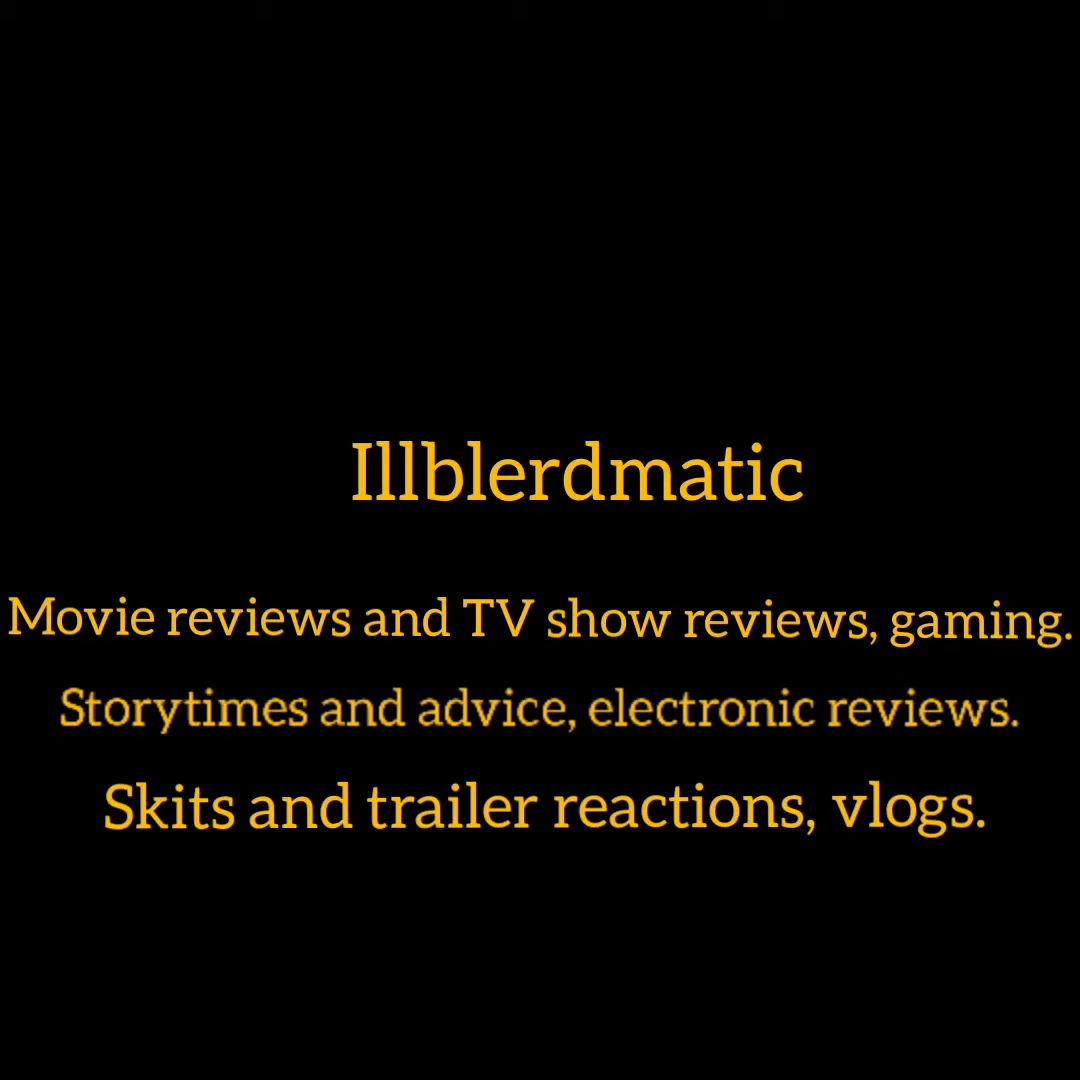 Illblerdmatic
Movie reviews and TV show reviews, gaming.
Storytimes and advice, electronic reviews.
Skits and trailer reactions, vlogs.